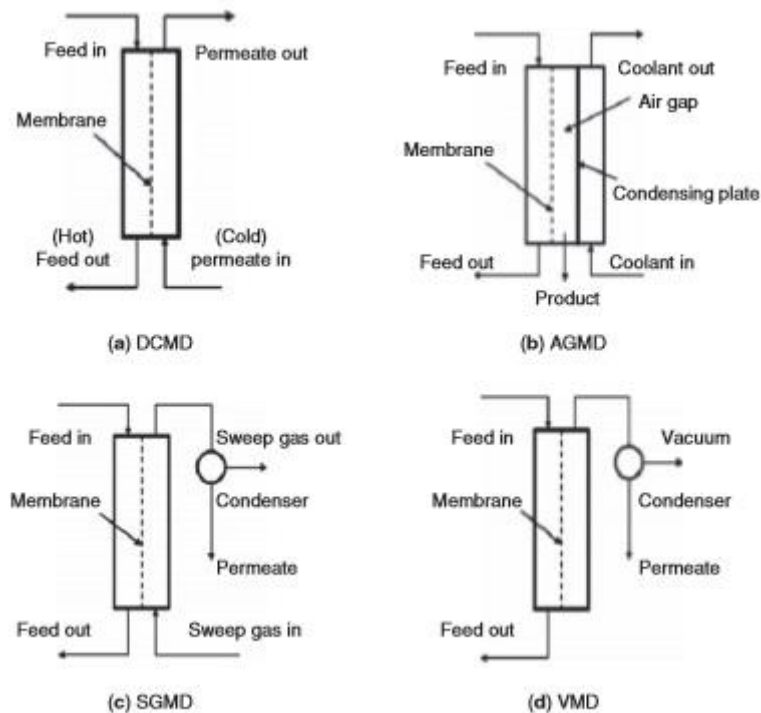 Feed in
Permeate out
Membrane
(Hot)
Feed out
(Cold)
permeate in
(a) DCMD
Feed in
Coolant out
Air gap
Membrane
Condensing plate
Feed out
Coolant in
Product
(b) AGMD
Feed in
Sweep gas out
Membrane
Condenser
Permeate
Feed out
Sweep gas in
(c) SGMD
Feed in
Vacuum
Membrane
Condenser
Permeate
Feed out
(d) VMD